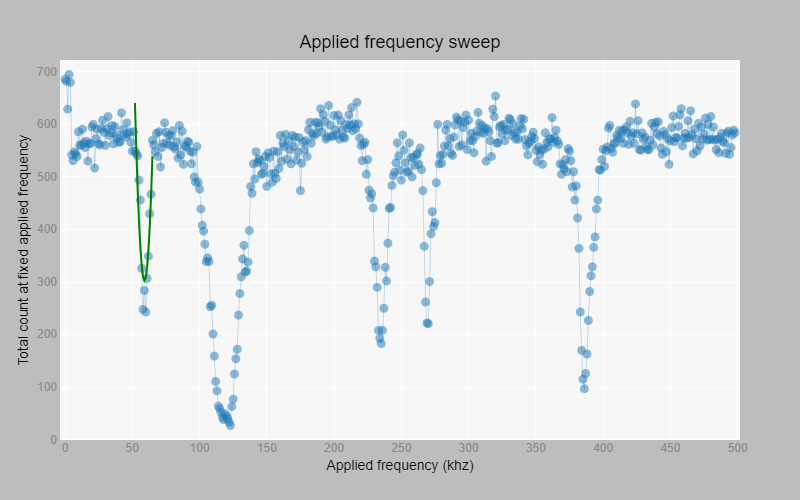 Applied frequency sweep
Total count at fixed applied frequency
700
600
500
400
300
200
100
0
0 50 100 150 200 250 300 350 400 450 500
Applied frequency (khz)